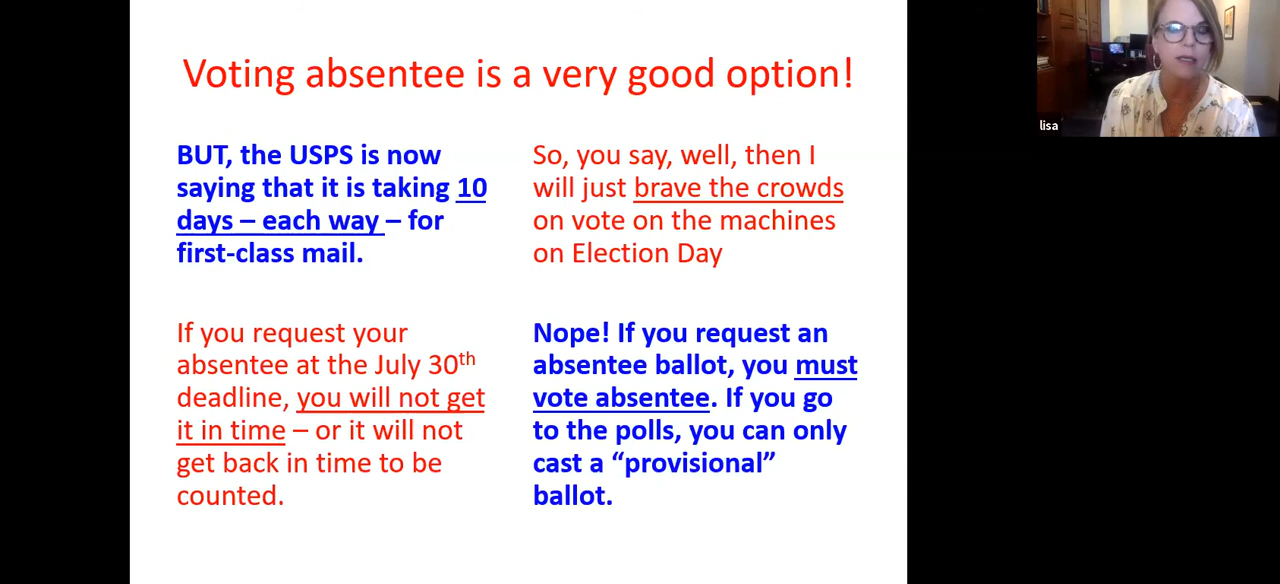 Voting absentee is a very good option!
BUT, the USPS is now
saying that it is taking 10
days – each way – for
first-class mail.
If you request your
absentee at the July 30th
deadline, you will not get
it in time – or it will not
get back in time to be
counted.
So, you say, well, then I
will just brave the crowds
on vote on the machines
on Election Day
Nope! If you request an
absentee ballot, you must
vote absentee. If you go
to the polls, you can only
cast a “provisional”
ballot.
lisa